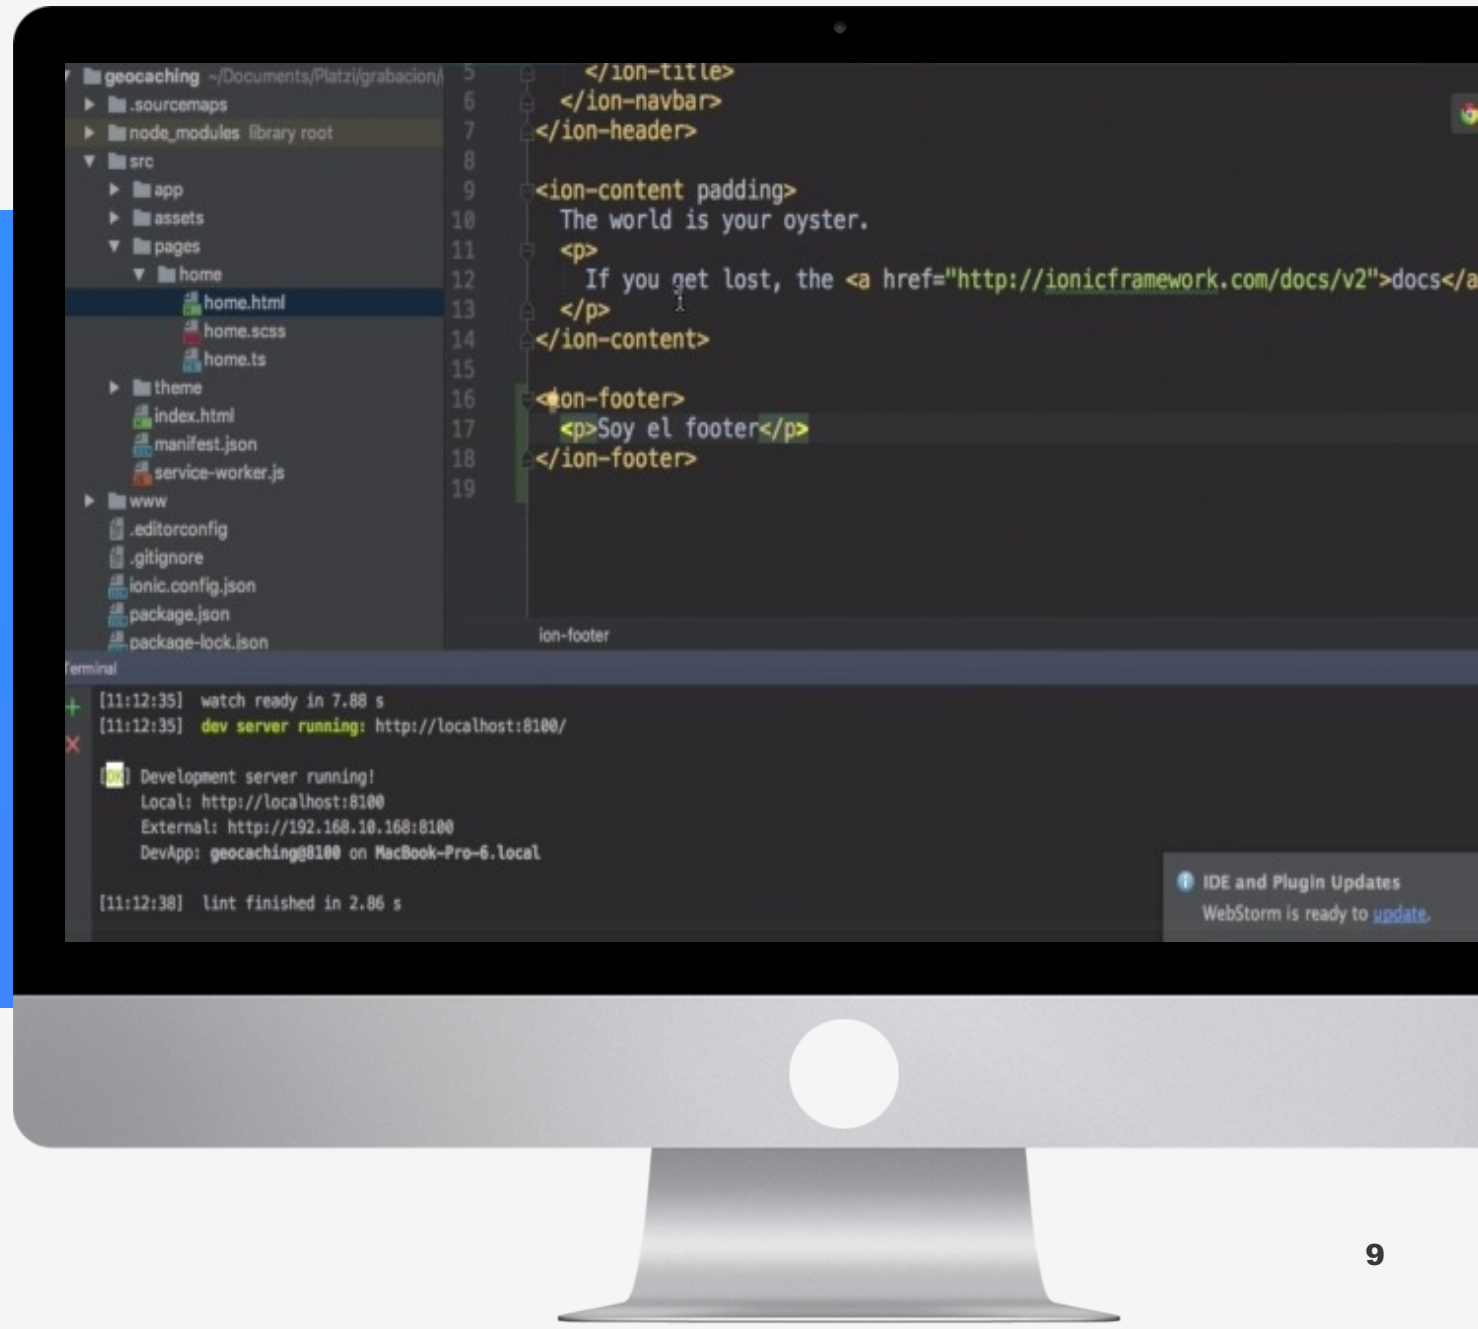 geocaching ~/Documents/Platzi/grabacion/
.sourcemaps
node_modules library root
src
app
assets
pages
home
home.html
home.scss
home.ts
theme
index.html
manifest.json
service-worker.js
www
.editorconfig
.gitignore
ionic.config.json
package.json
package-lock.json
5 </ion-title>
6 </ion-navbar>
7 </ion-header>
8
9 <ion-content padding>
10 The world is your oyster.
11 <p>
12 If you get lost, the <a href="http://ionicframework.com/docs/v2">docs</a
13 </p>
14 </ion-content>
15
16 <ion-footer>
17 <p>Soy el footer</p>
18 </ion-footer>
19
ion-footer
Terminal
[11:12:35] watch ready in 7.88 s
[11:12:35] dev server running: http://localhost:8100/
[OK] Development server running!
Local: http://localhost:8100
External: http://192.168.10.168:8100
DevApp: geocaching@8100 on MacBook-Pro-6.local
[11:12:38] lint finished in 2.86 s
IDE and Plugin Updates
WebStorm is ready to update.
9